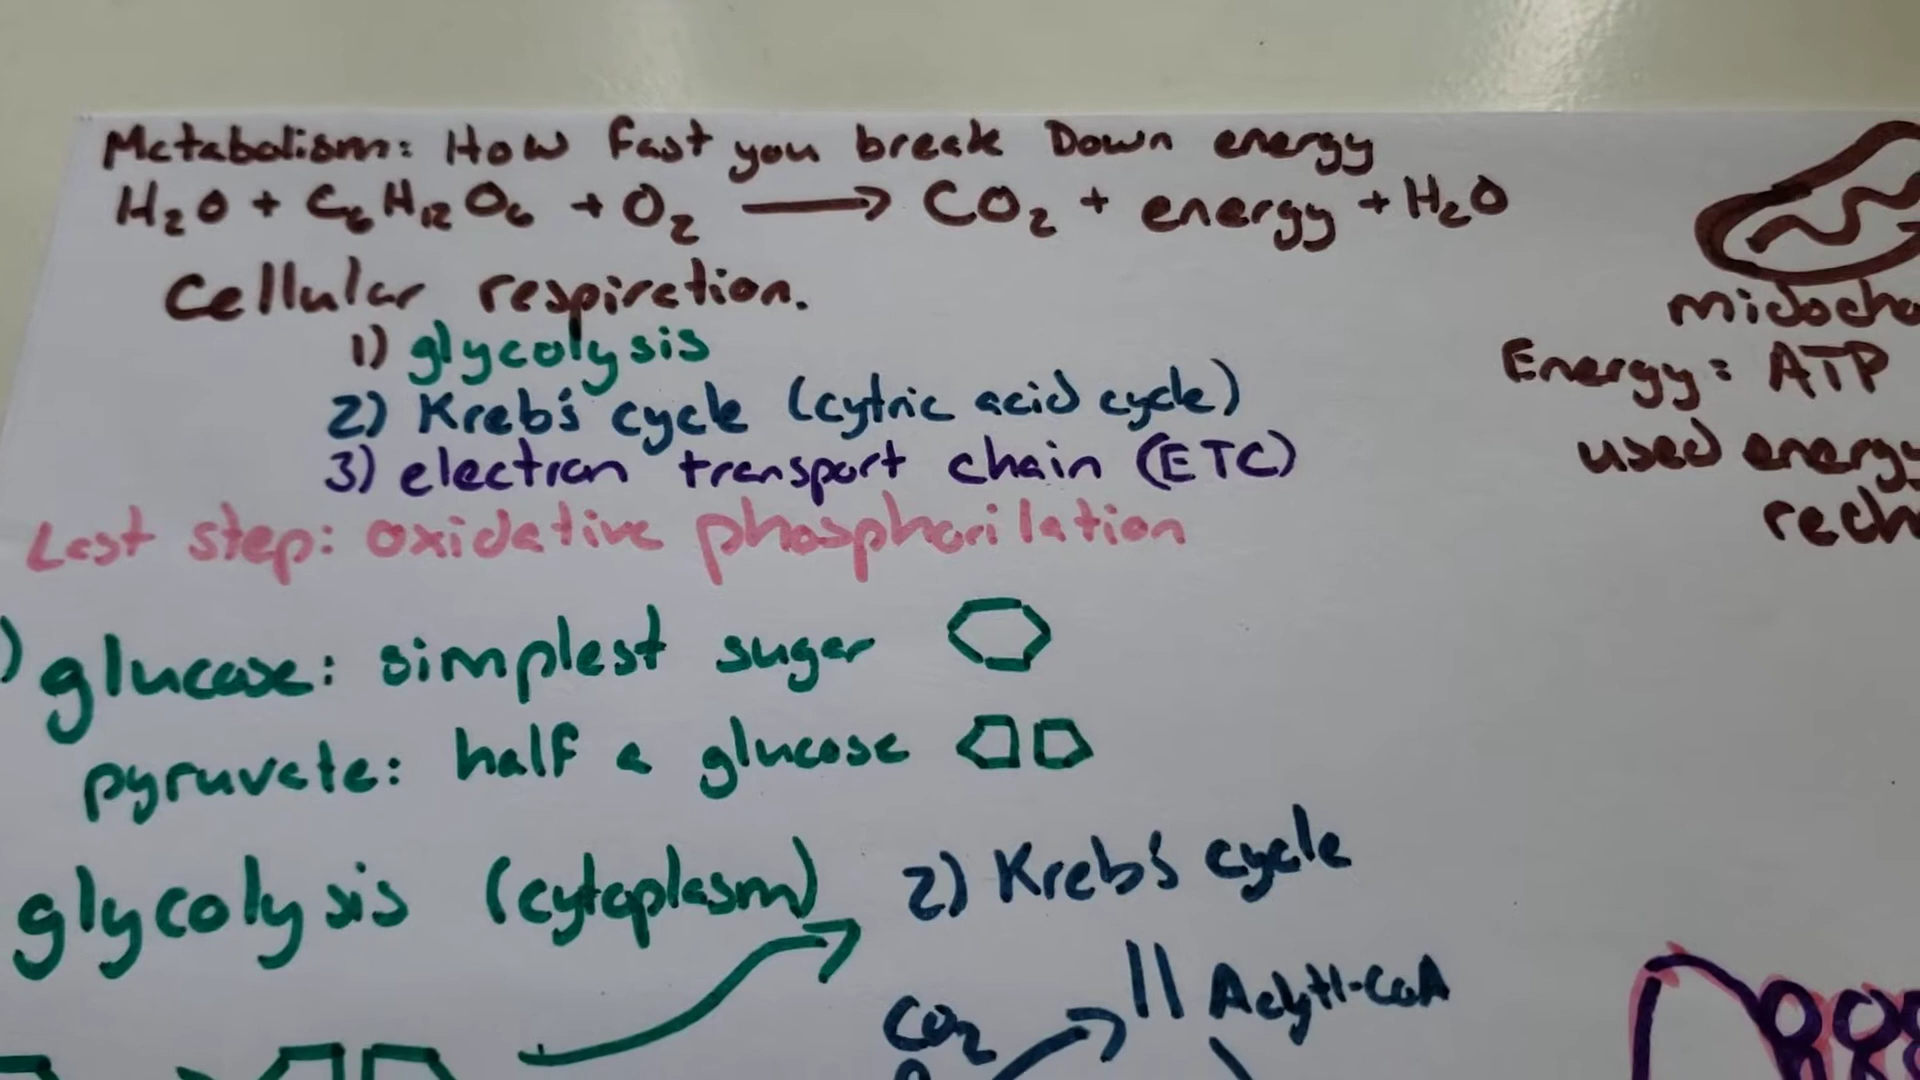 Metabolism: How fast you break Down energy
H₂O + C₆H₁₂O₆ + O₂ → CO₂ + energy + H₂O
Cellular respiration.
1) glycolysis
2) Kreb's cycle (cytric acid cycle)
3) electron transport chain (ETC)
Last step: oxidative phosphorilation
midocho
Energy: ATP
used energy
rech
) glucose: simplest sugar
pyruvate: half a glucose
glycolysis (cytoplasm)
2) Kreb's cycle
CO₂